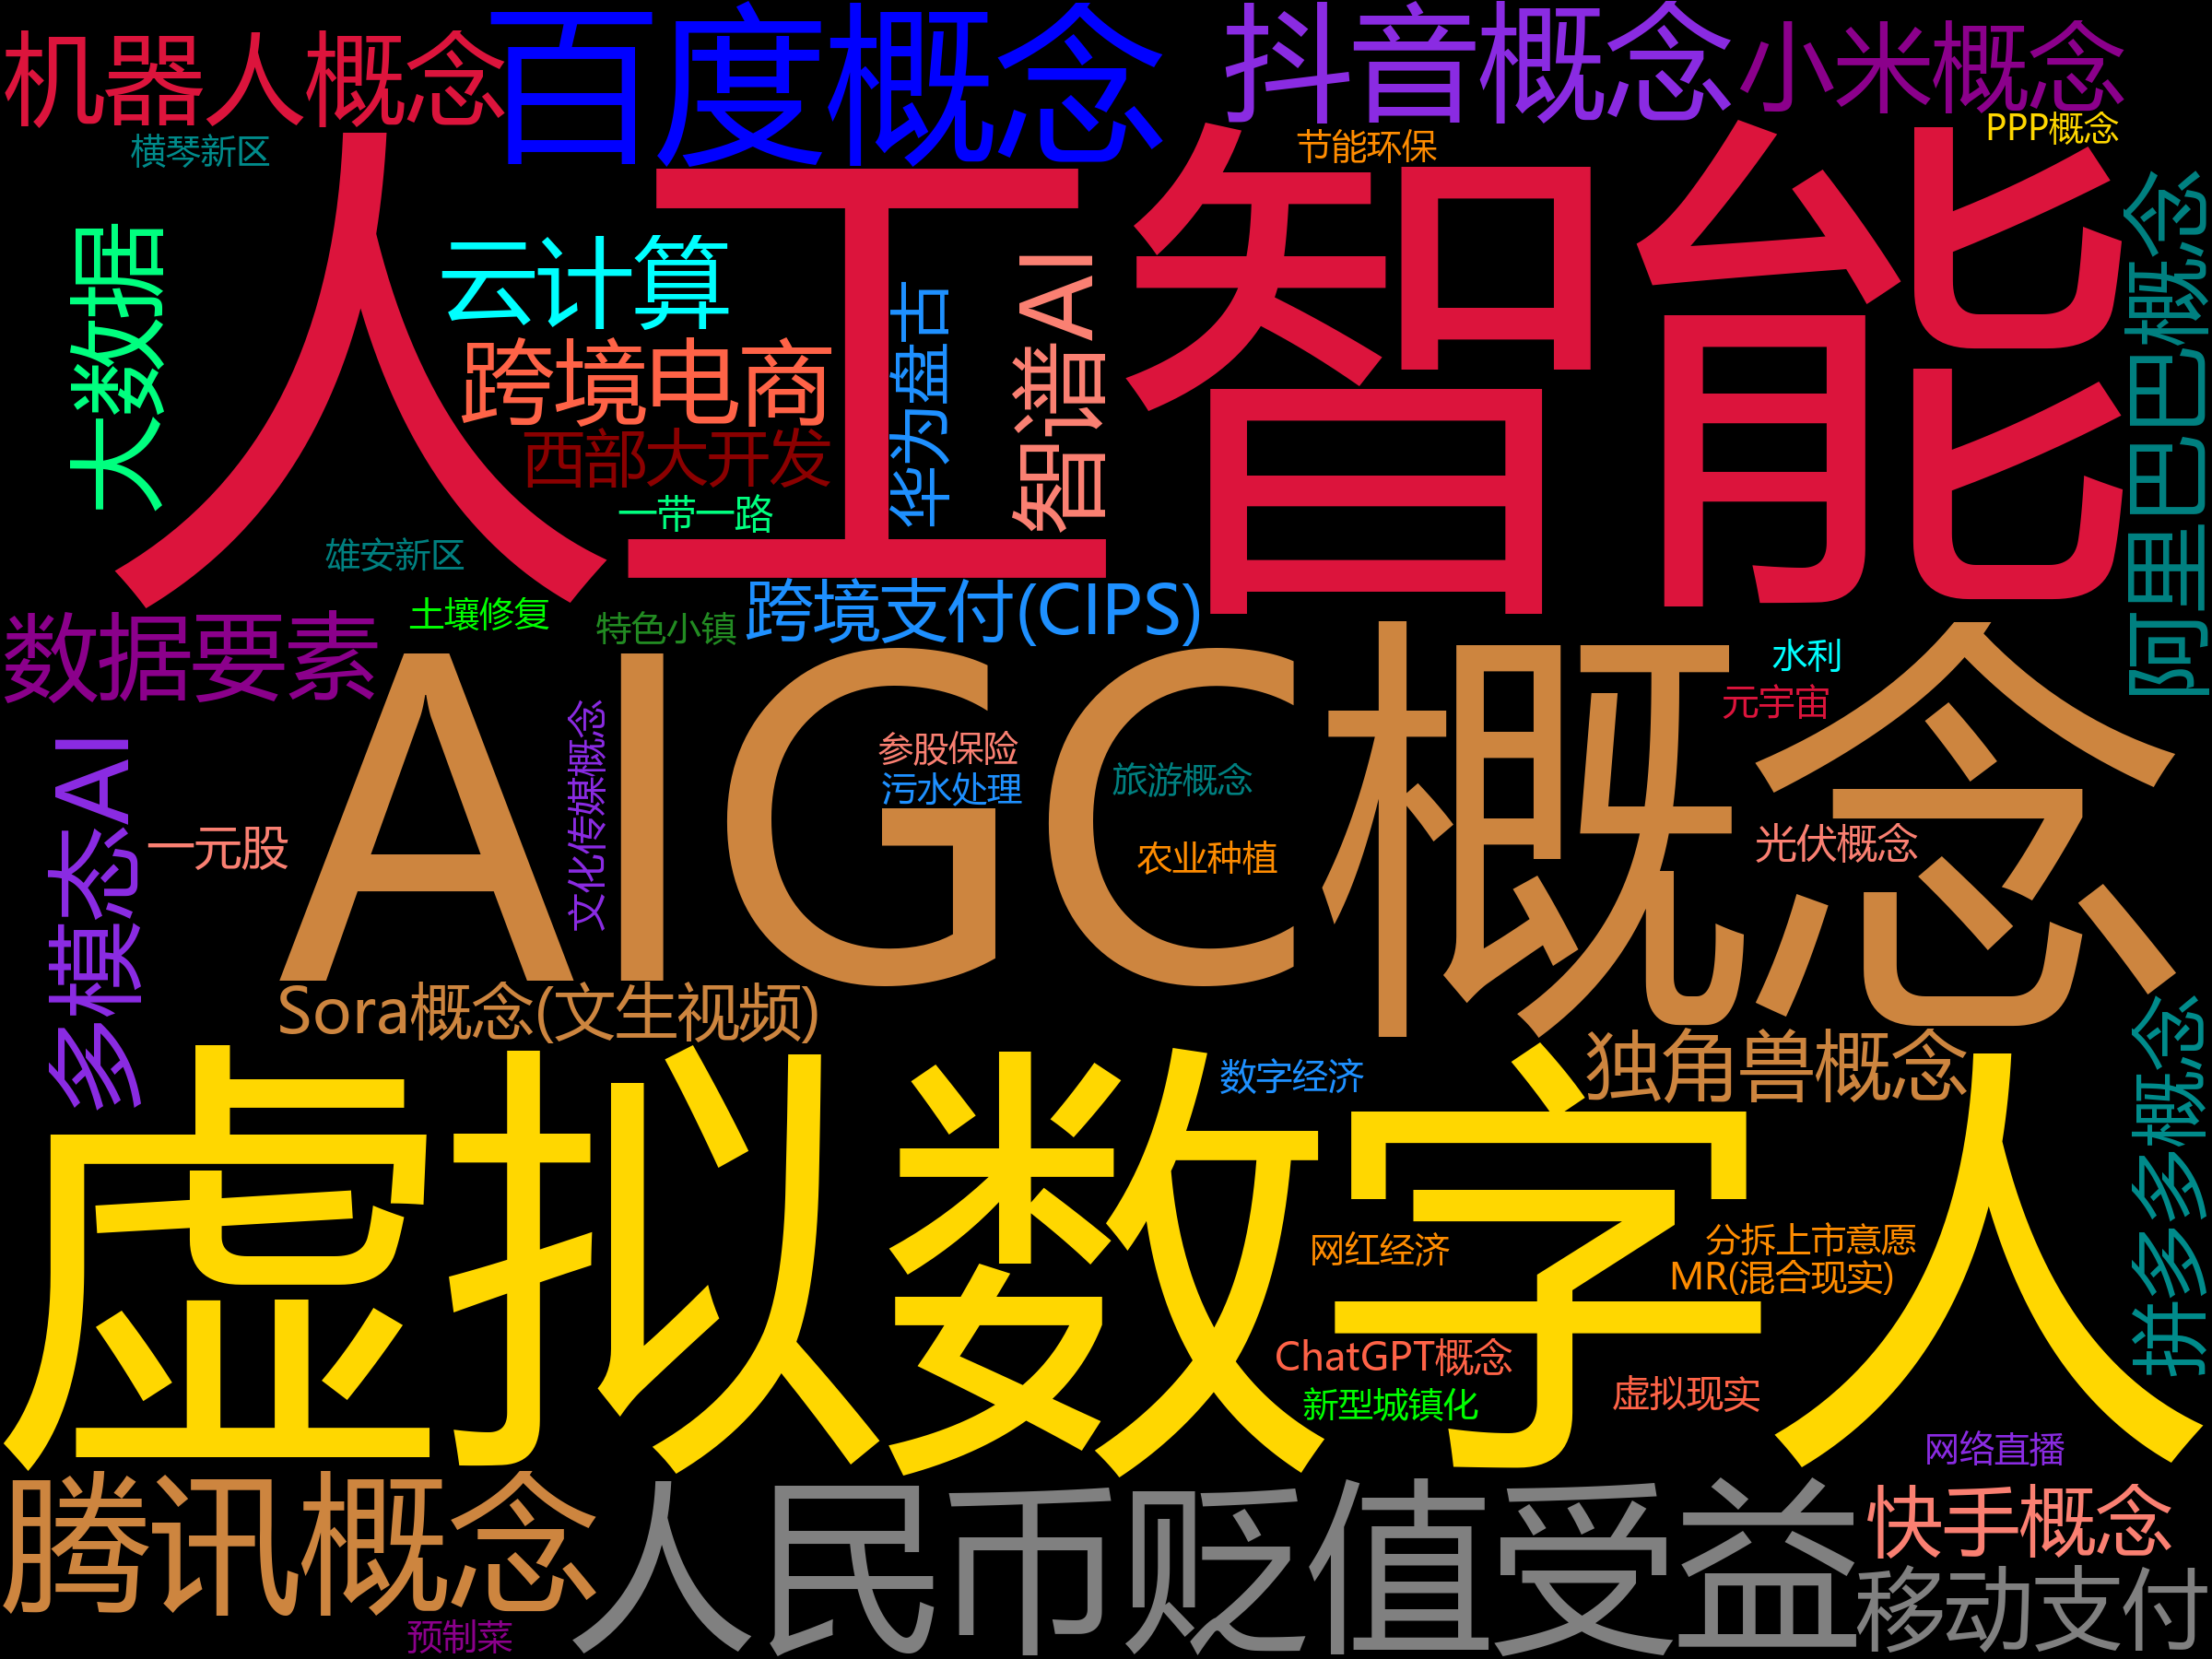 机器人概念
百度概念
抖音概念
小米概念
PPP概念
横琴新区
节能环保
人工智能
大数据
云计算
华为盘古
智谱AI
阿里巴巴概念
跨境电商
西部大开发
一带一路
雄安新区
土壤修复
特色小镇
跨境支付(CIPS)
数据要素
水利
元宇宙
AIGC概念
多模态AI
一元股
文化传媒概念
参股保险
污水处理
旅游概念
农业种植
光伏概念
Sora概念(文生视频)
独角兽概念
拼多多概念
数字经济
虚拟数字人
网红经济
分拆上市意愿
MR(混合现实)
ChatGPT概念
新型城镇化
虚拟现实
网络直播
腾讯概念
人民币贬值受益
快手概念
移动支付
预制菜